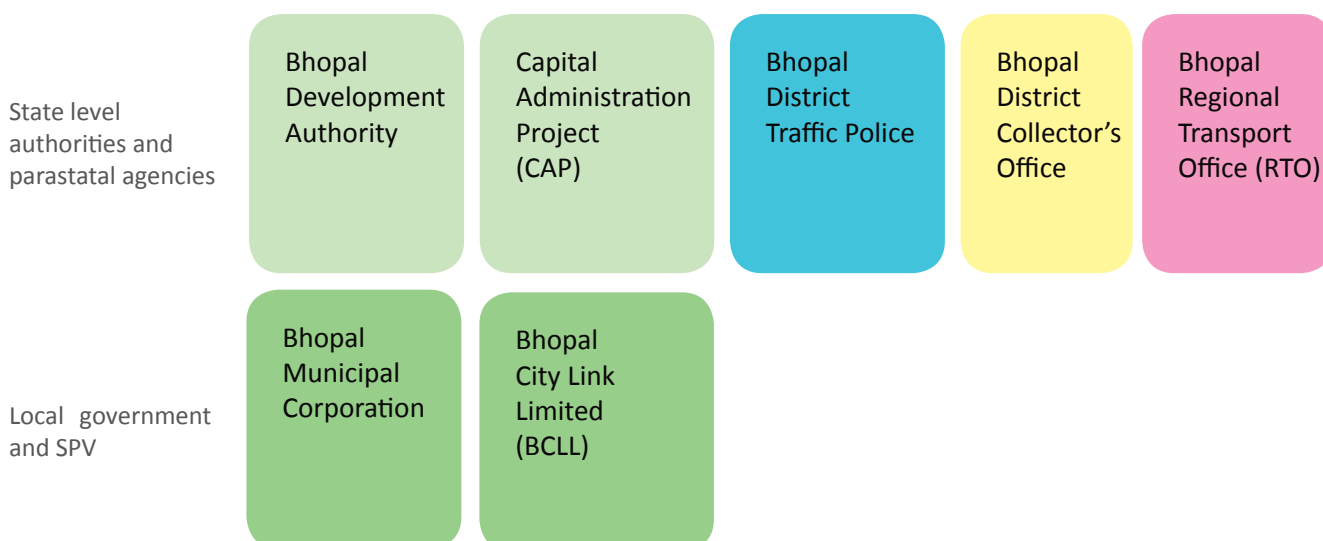 State level
authorities and
parastatal agencies
Bhopal
Development
Authority
Capital
Administration
Project
(CAP)
Bhopal
District
Traffic Police
Bhopal
District
Collector’s
Office
Bhopal
Regional
Transport
Office (RTO)
Local government
and SPV
Bhopal
Municipal
Corporation
Bhopal
City Link
Limited
(BCLL)